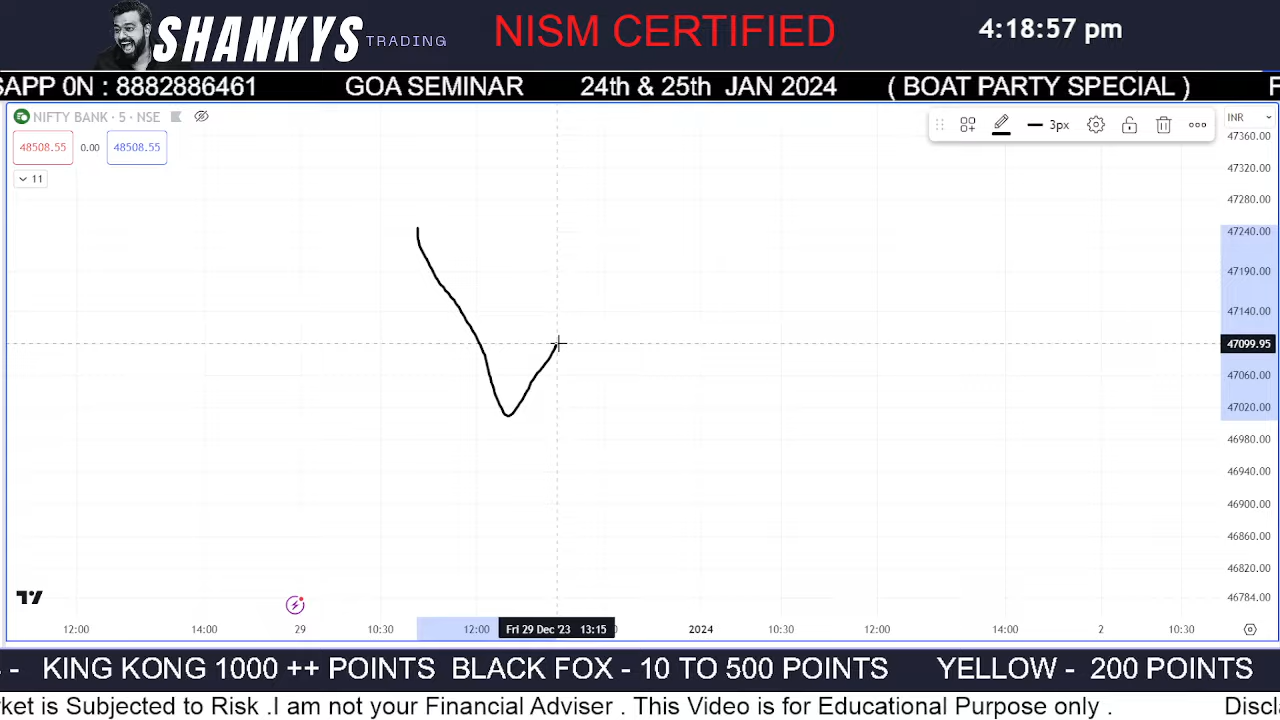 SHANKYS
TRADING
NISM CERTIFIED
4:18:57 pm
SAPP 0N : 8882886461 GOA SEMINAR 24th & 25th JAN 2024 ( BOAT PARTY SPECIAL )
NIFTY BANK · 5 · NSE
48508.55 0.00 48508.55
11
3px
INR
47360.00
47320.00
47280.00
47240.00
47190.00
47140.00
47099.95
47060.00
47020.00
46980.00
46940.00
46900.00
46860.00
46820.00
46784.00
12:00 14:00 29 10:30 12:00 Fri 29 Dec '23 13:15 2024 10:30 12:00 14:00 2 10:30
- KING KONG 1000 ++ POINTS BLACK FOX - 10 TO 500 POINTS YELLOW - 200 POINTS
ket is Subjected to Risk .I am not your Financial Adviser . This Video is for Educational Purpose only . Discl